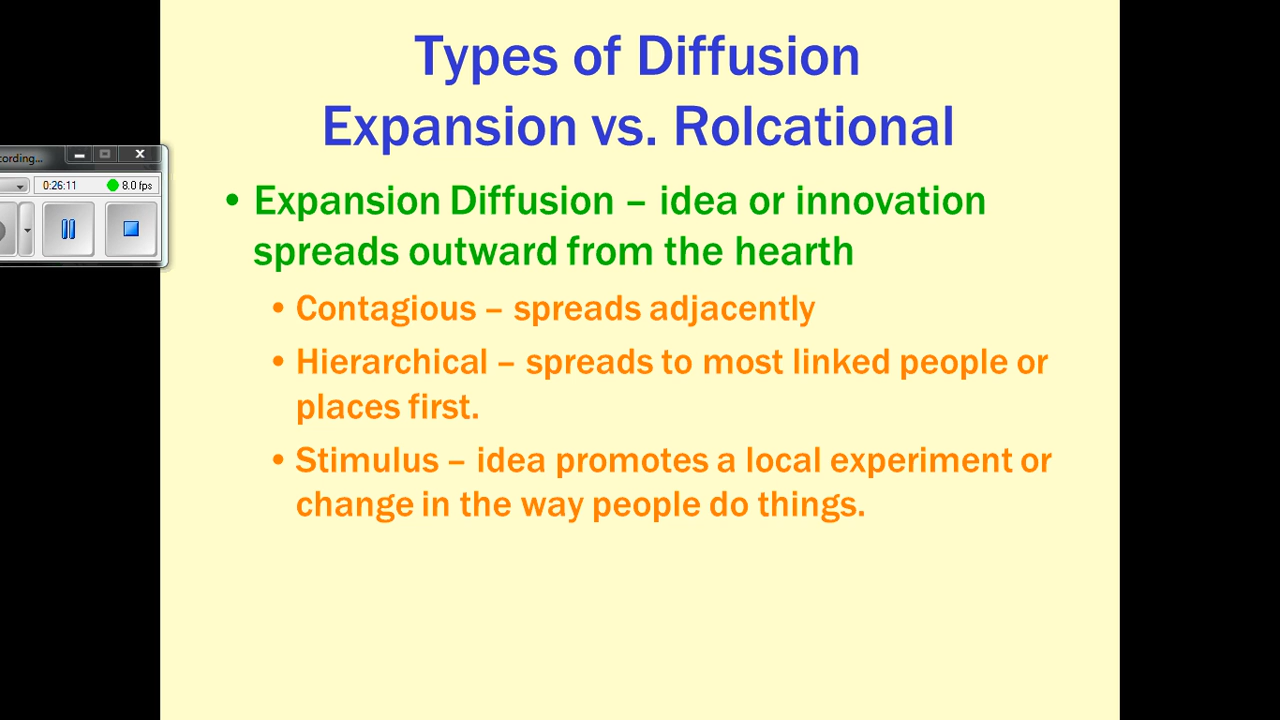 Types of Diffusion
Expansion vs. Rolcational
cording...
0:26:11 8.0 fps
• Expansion Diffusion – idea or innovation
spreads outward from the hearth
• Contagious – spreads adjacently
• Hierarchical – spreads to most linked people or
places first.
• Stimulus – idea promotes a local experiment or
change in the way people do things.